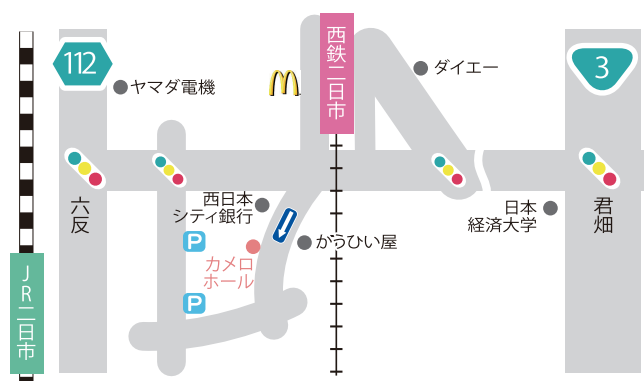 西鉄二日市
112
3
ダイエー
ヤマダ電機
六反
西日本
シティ銀行
日本
経済大学
君畑
P
かうひい屋
カメロ
ホール
JR二日市
P